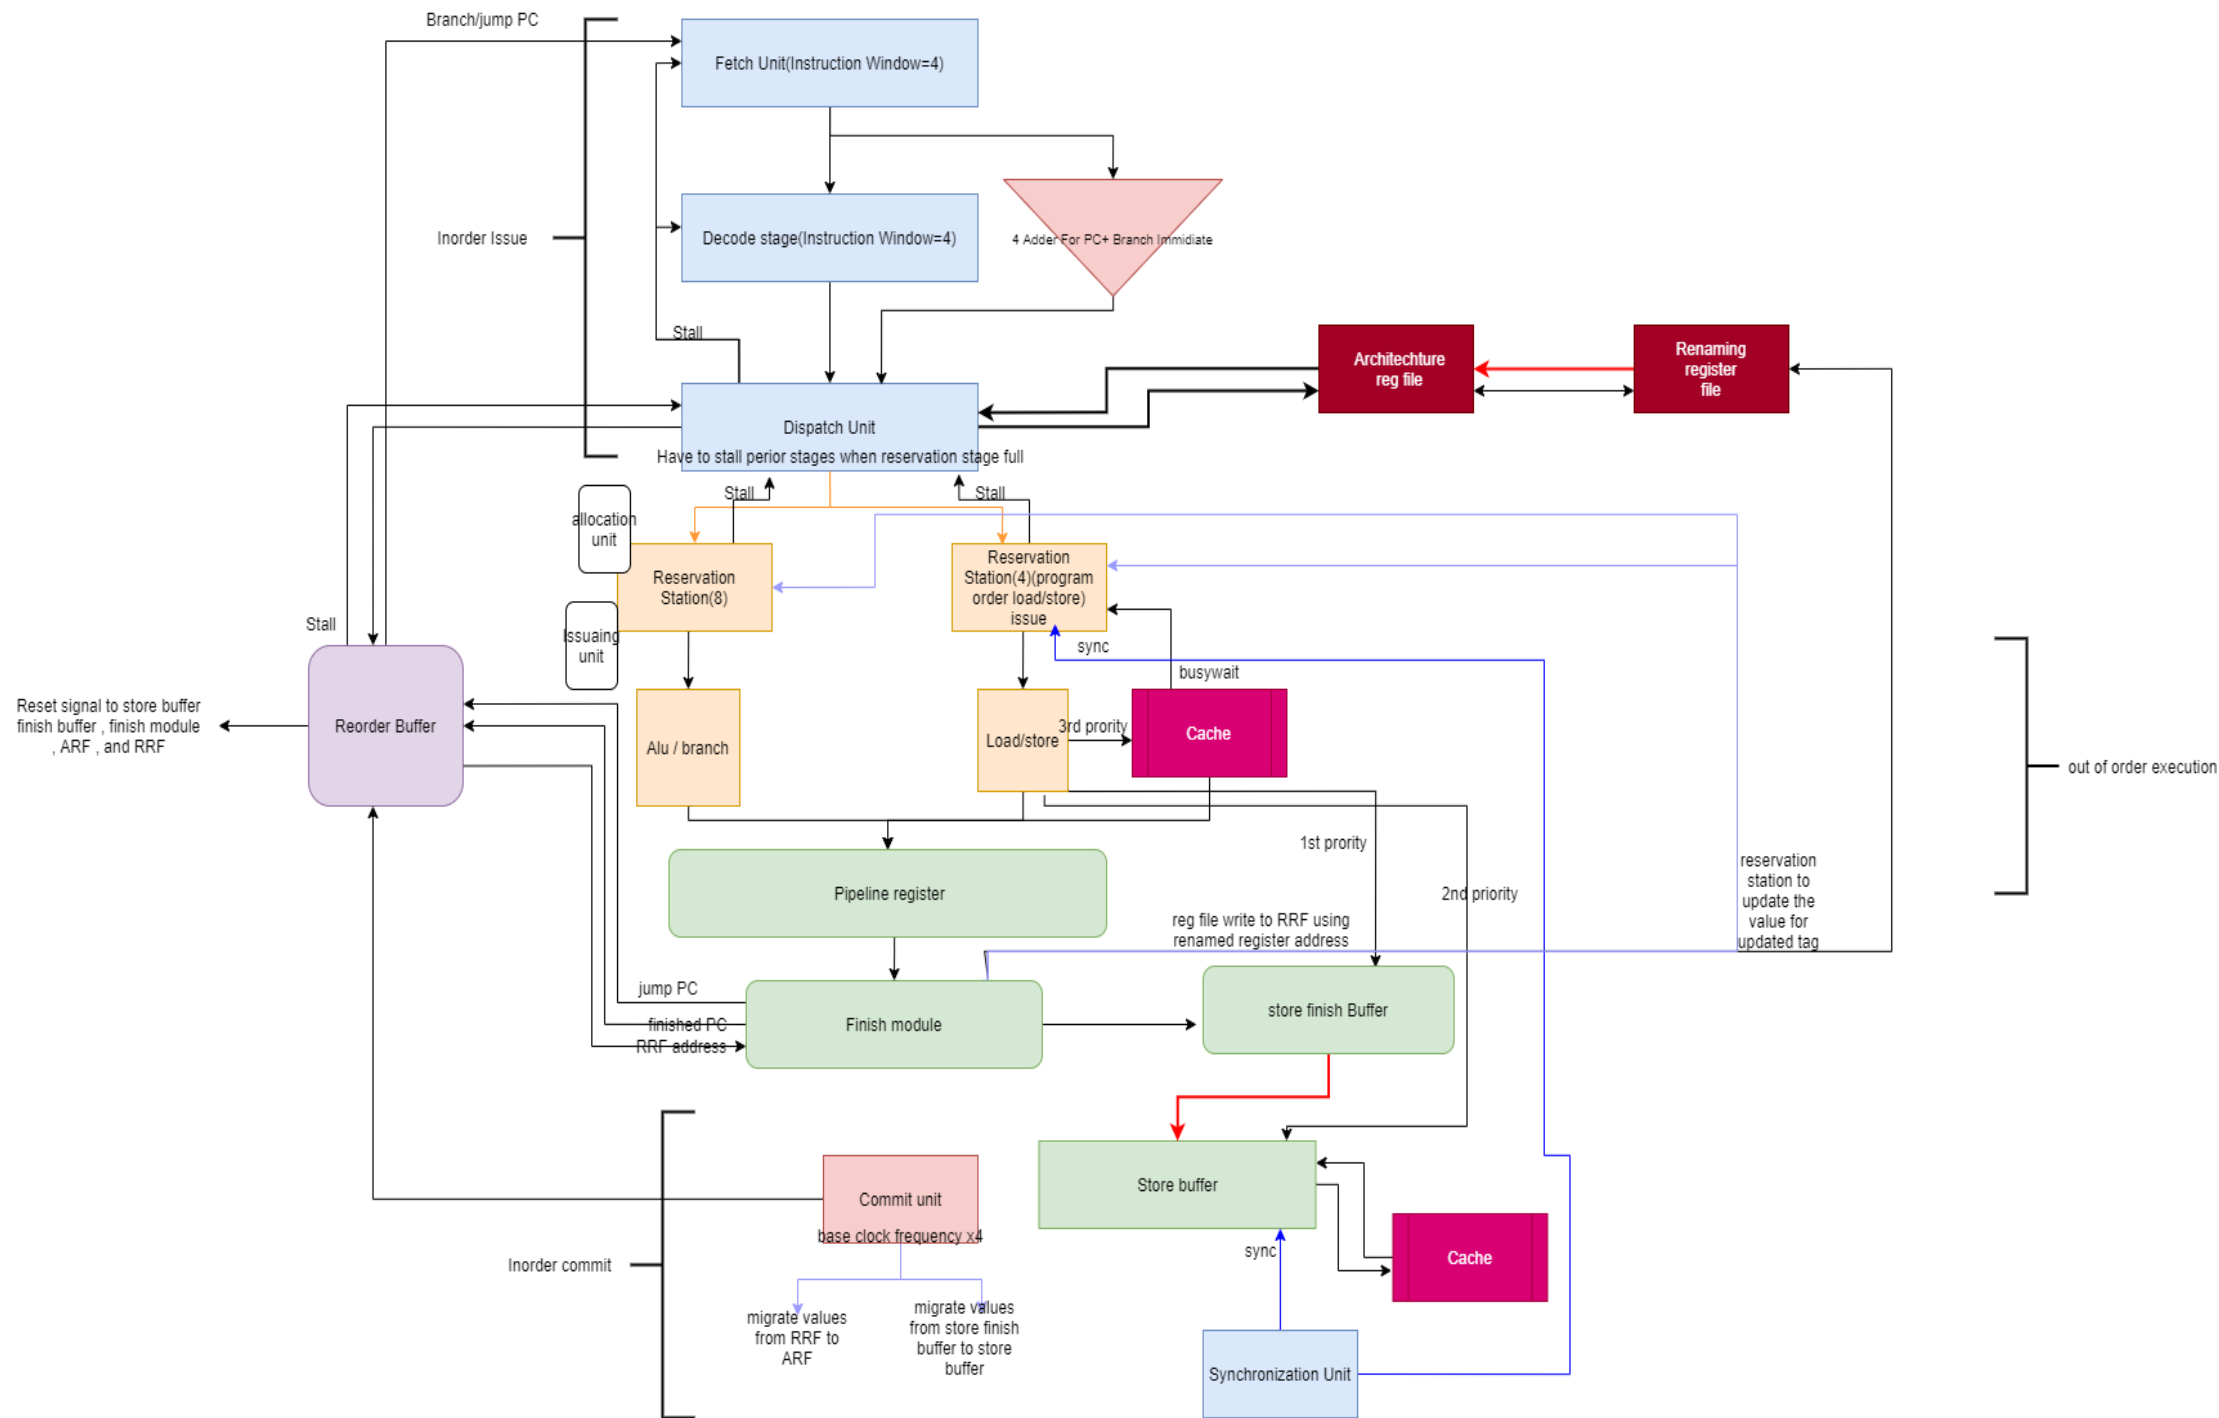 Branch/jump PC
Fetch Unit(Instruction Window=4)
Inorder Issue
Decode stage(Instruction Window=4)
4 Adder For PC+ Branch Immidiate
Stall
Architechture
reg file
Renaming
register
file
Dispatch Unit
Have to stall perior stages when reservation stage full
Stall
Stall
allocation
unit
Reservation
Station(8)
Reservation
Station(4)(program
order load/store)
issue
Stall
Issuaing
unit
sync
busywait
Reset signal to store buffer
finish buffer , finish module
, ARF , and RRF
Reorder Buffer
Alu / branch
Load/store
3rd prority
Cache
out of order execution
1st prority
2nd priority
Pipeline register
reg file write to RRF using
renamed register address
reservation
station to
update the
value for
updated tag
jump PC
finished PC
RRF address
Finish module
store finish Buffer
Inorder commit
Commit unit
base clock frequency x4
Store buffer
sync
Cache
migrate values
from RRF to
ARF
migrate values
from store finish
buffer to store
buffer
Synchronization Unit